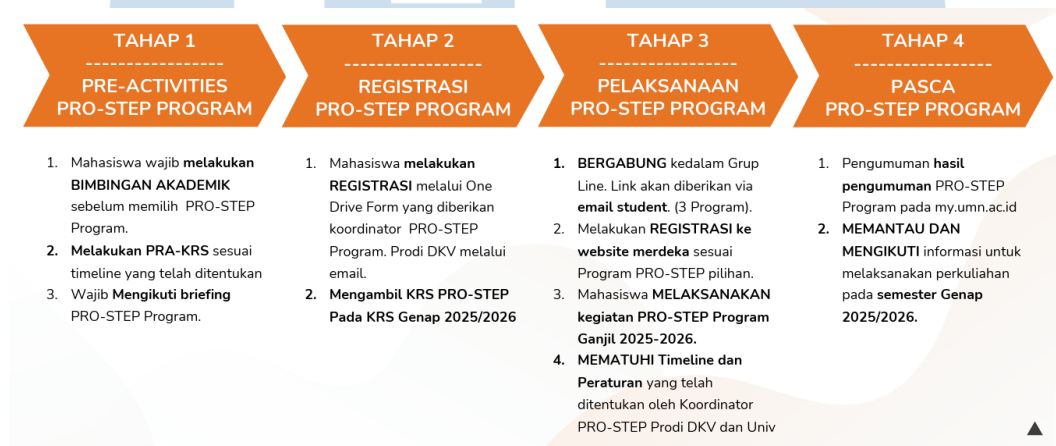 TAHAP 1
-----------------
PRE-ACTIVITIES
PRO-STEP PROGRAM
1. Mahasiswa wajib melakukan
BIMBINGAN AKADEMIK
sebelum memilih PRO-STEP
Program.
2. Melakukan PRA-KRS sesuai
timeline yang telah ditentukan
3. Wajib Mengikuti briefing
PRO-STEP Program.
TAHAP 2
-----------------
REGISTRASI
PRO-STEP PROGRAM
1. Mahasiswa melakukan
REGISTRASI melalui One
Drive Form yang diberikan
koordinator PRO-STEP
Program. Prodi DKV melalui
email.
2. Mengambil KRS PRO-STEP
Pada KRS Genap 2025/2026
TAHAP 3
-----------------
PELAKSANAAN
PRO-STEP PROGRAM
1. BERGABUNG kedalam Grup
Line. Link akan diberikan via
email student. (3 Program).
2. Melakukan REGISTRASI ke
website merdeka sesuai
Program PRO-STEP pilihan.
3. Mahasiswa MELAKSANAKAN
kegiatan PRO-STEP Program
Ganjil 2025-2026.
4. MEMATUHI Timeline dan
Peraturan yang telah
ditentukan oleh Koordinator
PRO-STEP Prodi DKV dan Univ
TAHAP 4
-----------------
PASCA
PRO-STEP PROGRAM
1. Pengumuman hasil
pengumuman PRO-STEP
Program pada my.umn.ac.id
2. MEMANTAU DAN
MENGIKUTI informasi untuk
melaksanakan perkuliahan
pada semester Genap
2025/2026.